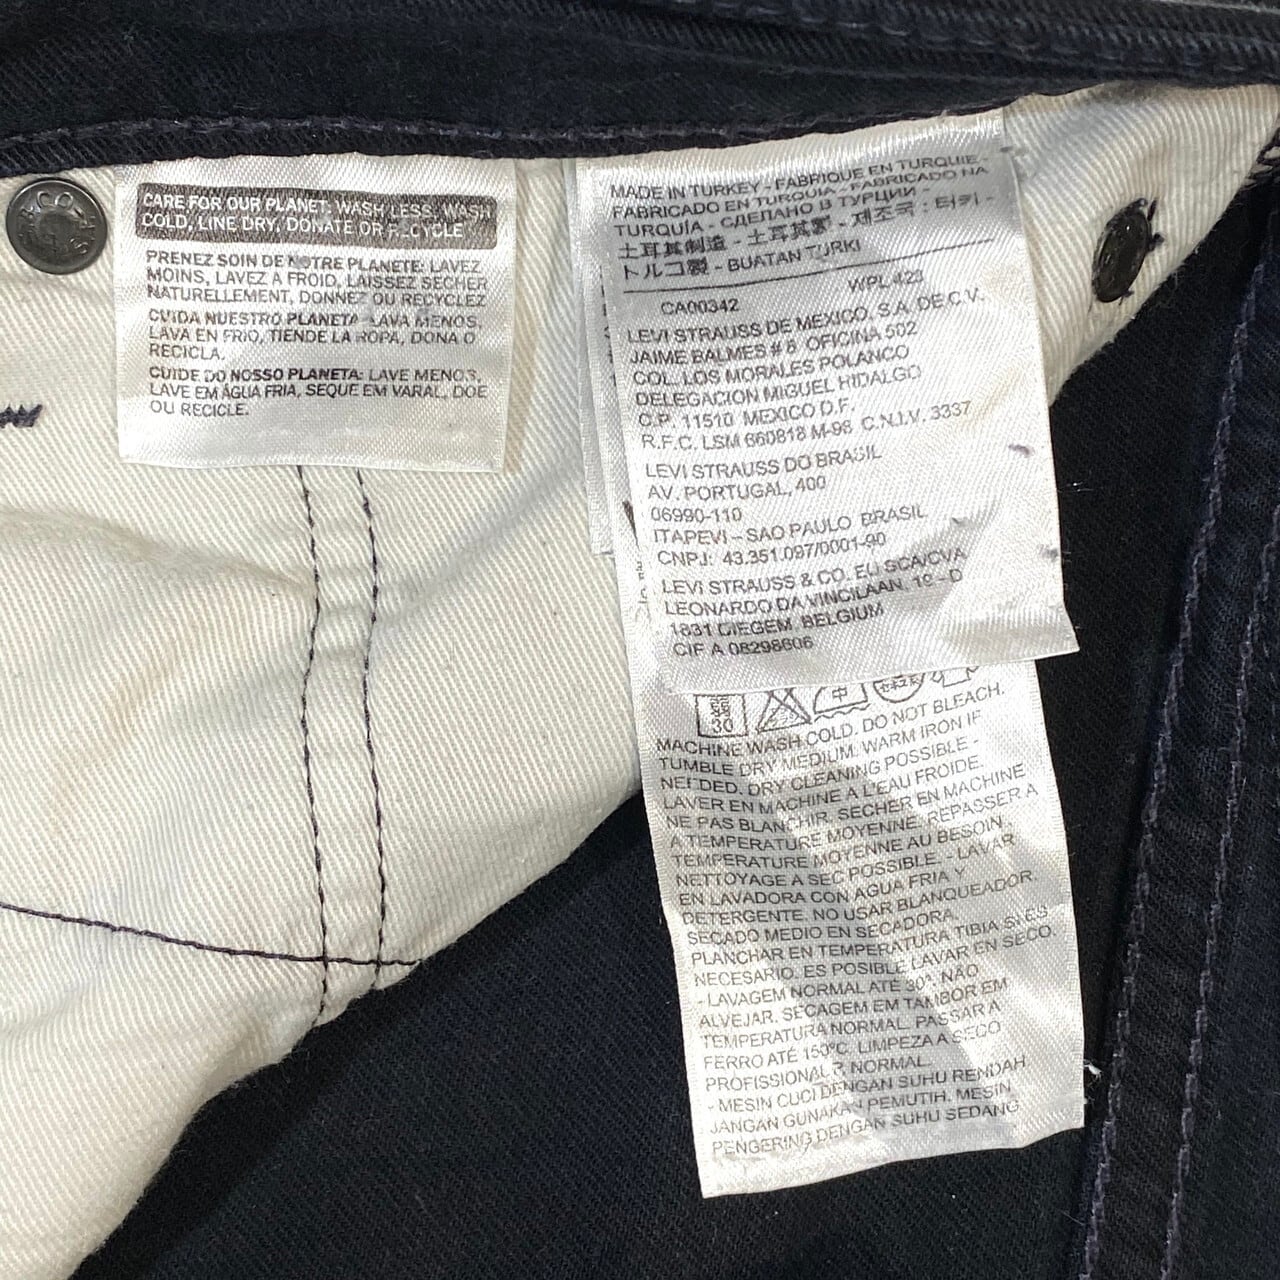 CARE FOR OUR PLANET: WASH LESS, WASH
COLD, LINE DRY, DONATE OR RECYCLE
PRENEZ SOIN DE NOTRE PLANÈTE: LAVEZ
MOINS, LAVEZ A FROID, LAISSEZ SÉCHER
NATURELLEMENT, DONNEZ OU RECYCLEZ
CUIDA NUESTRO PLANETA: LAVA MENOS,
LAVA EN FRÍO, TIENDE LA ROPA, DONA O
RECICLA.
CUIDE DO NOSSO PLANETA: LAVE MENOS,
LAVE EM ÁGUA FRIA, SEQUE EM VARAL, DOE
OU RECICLE.
MADE IN TURKEY - FABRIQUE EN TURQUIE -
FABRICADO EN TURQUIA - FABRICADO NA
TURQUÍA - СДЕЛАНО В ТУРЦИИ -
土耳其制造 - 土耳其製 - 제조국 : 터키 -
トルコ製 - BUATAN TURKI
CA00342 WPL 423
LEVI STRAUSS DE MEXICO, S.A. DE C.V.
JAIME BALMES # 8 OFICINA 502
COL. LOS MORALES POLANCO
DELEGACION MIGUEL HIDALGO
C.P. 11510 MEXICO D.F.
R.F.C. LSM 660818 M-98 C.N.I.V. 3337
LEVI STRAUSS DO BRASIL
AV. PORTUGAL, 400
06990-110
ITAPEVI – SAO PAULO BRASIL
CNPJ: 43.351.097/0001-90
LEVI STRAUSS & CO. EU SCA/CVA
LEONARDO DA VINCILAAN, 19 - D
1831 DIEGEM BELGIUM
CIF A 08298606
30
MACHINE WASH COLD. DO NOT BLEACH.
TUMBLE DRY MEDIUM. WARM IRON IF
NEEDED. DRY CLEANING POSSIBLE. -
LAVER EN MACHINE A L'EAU FROIDE.
NE PAS BLANCHIR. SECHER EN MACHINE
A TEMPERATURE MOYENNE. REPASSER A
TEMPERATURE MOYENNE AU BESOIN.
NETTOYAGE A SEC POSSIBLE. - LAVAR
EN LAVADORA CON AGUA FRIA Y
DETERGENTE. NO USAR BLANQUEADOR.
SECADO MEDIO EN SECADORA.
PLANCHAR EN TEMPERATURA TIBIA SI ES
NECESARIO. ES POSIBLE LAVAR EN SECO.
- LAVAGEM NORMAL ATÉ 30°. NÃO
ALVEJAR. SECAGEM EM TAMBOR EM
TEMPERATURA NORMAL. PASSAR A
FERRO ATÉ 150°C. LIMPEZA A SECO
PROFISSIONAL P, NORMAL.
- MESIN CUCI DENGAN SUHU RENDAH
JANGAN GUNAKAN PEMUTIH. MESIN
PENGERING DENGAN SUHU SEDANG